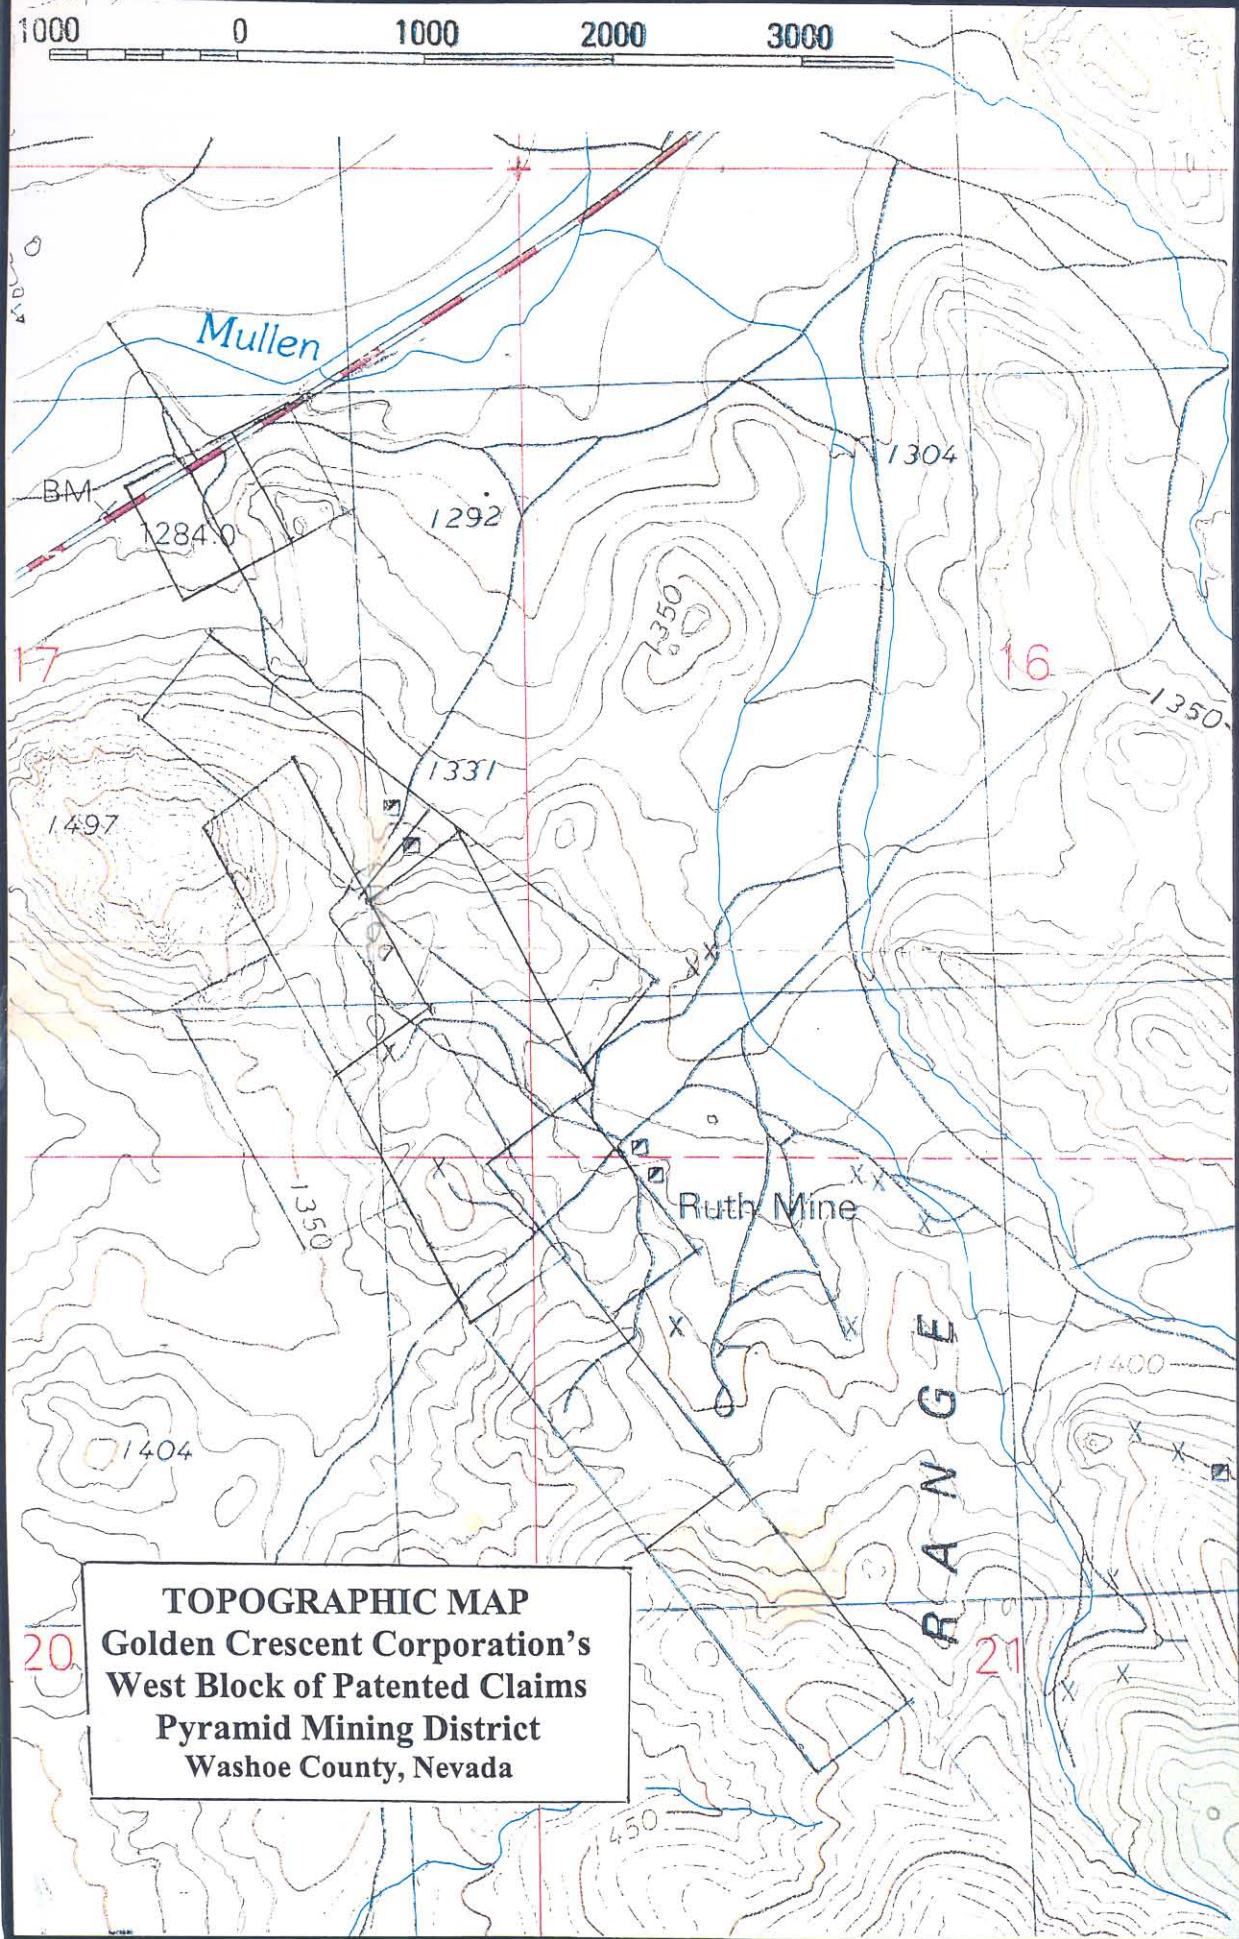 1000 0 1000 2000 3000
Mullen
1304
BM
1284.0
1292
1350
17
16
1350
1331
1497
Ruth Mine
1350
RANGE
1400
1404
TOPOGRAPHIC MAP
Golden Crescent Corporation's
West Block of Patented Claims
Pyramid Mining District
Washoe County, Nevada
20
21
1450